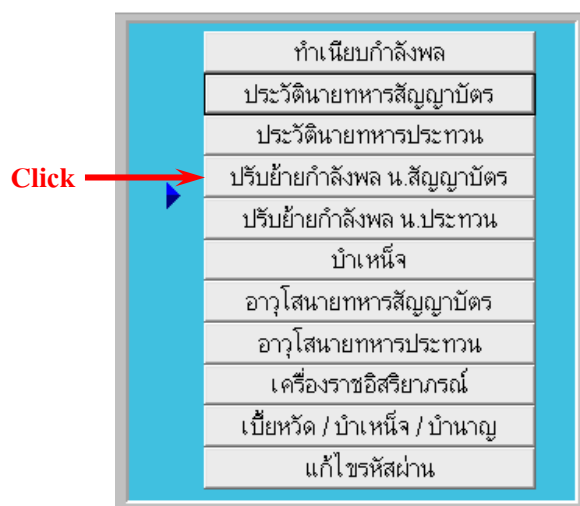 ทำเนียบกำลังพล
ประวัตินายทหารสัญญาบัตร
ประวัตินายทหารประทวน
Click
ปรับย้ายกำลังพล น.สัญญาบัตร
ปรับย้ายกำลังพล น.ประทวน
บำเหน็จ
อาวุโสนายทหารสัญญาบัตร
อาวุโสนายทหารประทวน
เครื่องราชอิสริยาภรณ์
เบี้ยหวัด / บำเหน็จ / บำนาญ
แก้ไขรหัสผ่าน